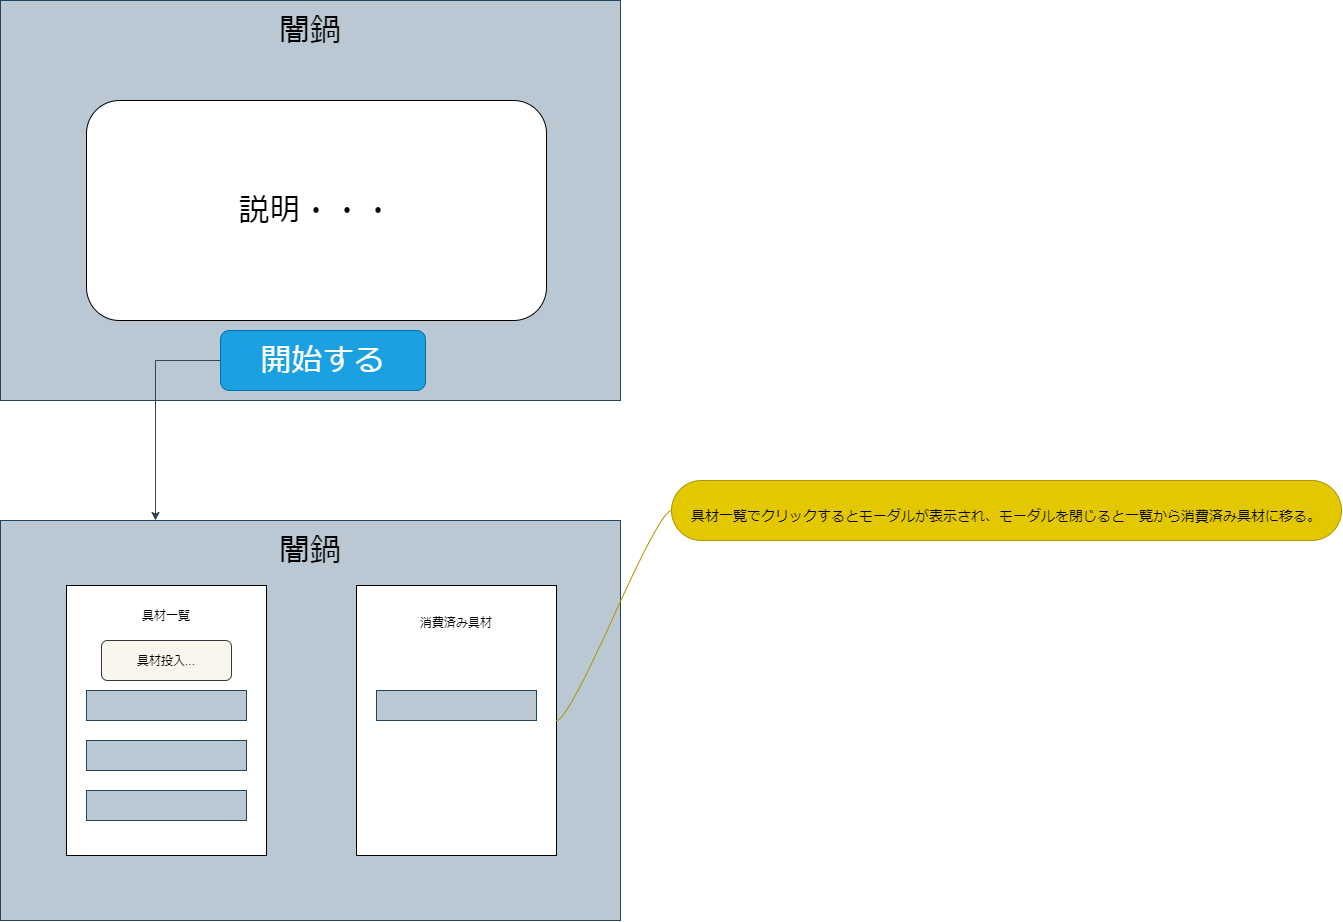 闇鍋
説明・・・
開始する
具材一覧でクリックするとモーダルが表示され、モーダルを閉じると一覧から消費済み具材に移る。
闇鍋
具材一覧
具材投入...
消費済み具材